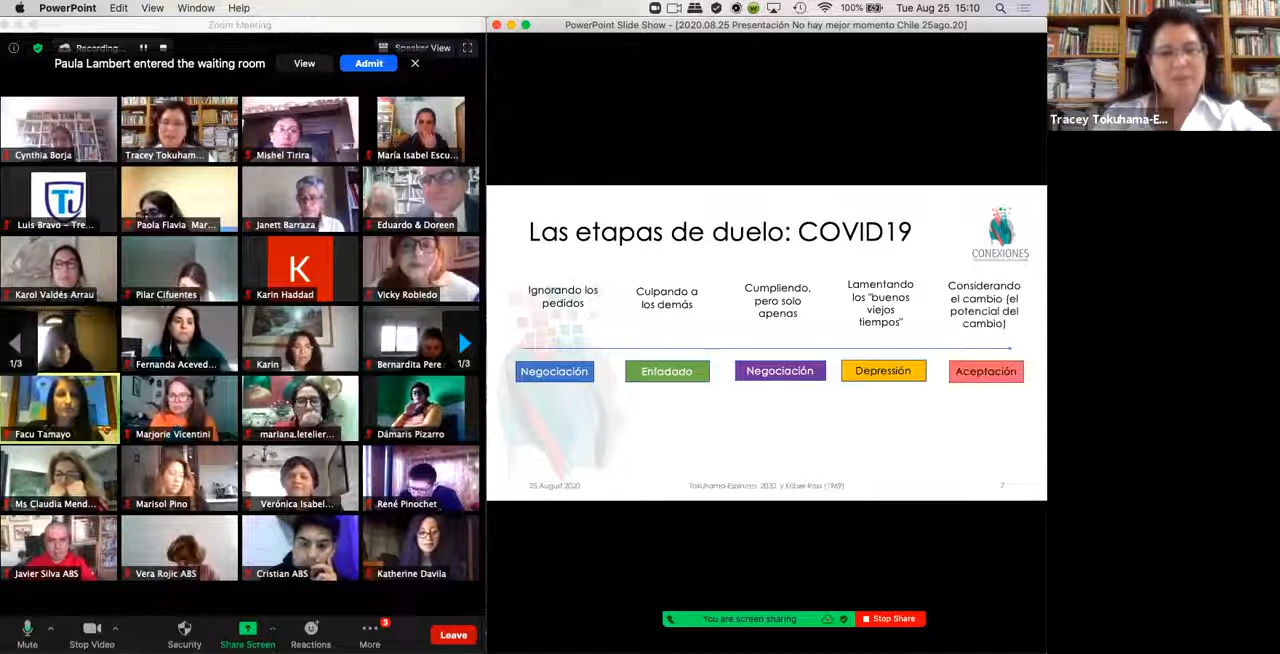 PowerPoint Edit View Window Help
100% Tue Aug 25 15:10
Zoom Meeting
PowerPoint Slide Show - [2020.08.25 Presentación No hay mejor momento Chile 25ago.20]
Recording...
Speaker View
Paula Lambert entered the waiting room
View
Admit
Cynthia Borja
Tracey Tokuham...
Mishel Tirira
María Isabel Escu...
Luis Bravo – Tre...
Paola Flavia Mar...
Janett Barraza
Eduardo & Doreen
Karol Valdés Arrau
Pilar Cifuentes
K
Karin Haddad
Vicky Robledo
1/3
Fernanda Aceved...
Karin
Bernardita Pere
1/3
Facu Tamayo
Marjorie Vicentini
mariana.letelier...
Dámaris Pizarro
Ms Claudia Mend...
Marisol Pino
Verónica Isabel...
René Pinochet
Javier Silva ABS
Vera Rojic ABS
Cristian ABS
Katherine Davila
Mute
Stop Video
Security
Share Screen
Reactions
More
3
Leave
Las etapas de duelo: COVID19
CONEXIONES
Ignorando los
pedidos
Culpando a
los demás
Cumpliendo,
pero solo
apenas
Lamentando
los "buenos
viejos
tiempos"
Considerando
el cambio (el
potencial del
cambio)
Negociación
Enfadado
Negociación
Depresión
Aceptación
25 August 2020
7
You are screen sharing
Stop Share
Tracey Tokuhama-E...